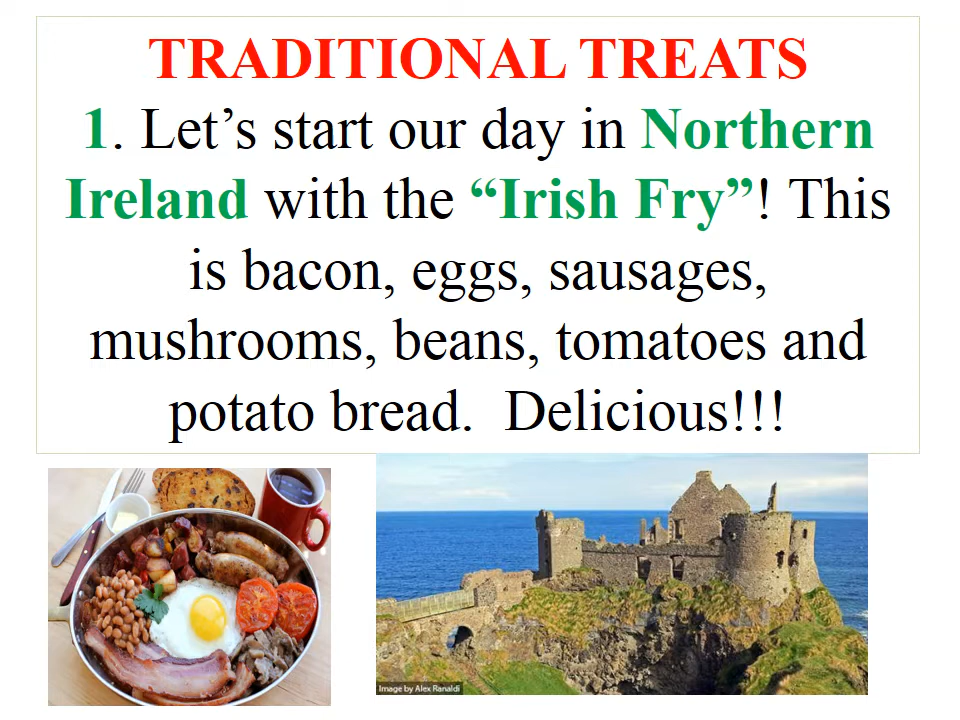 TRADITIONAL TREATS
1. Let’s start our day in Northern
Ireland with the “Irish Fry”! This
is bacon, eggs, sausages,
mushrooms, beans, tomatoes and
potato bread.  Delicious!!!
Image by Alex Ranaldi